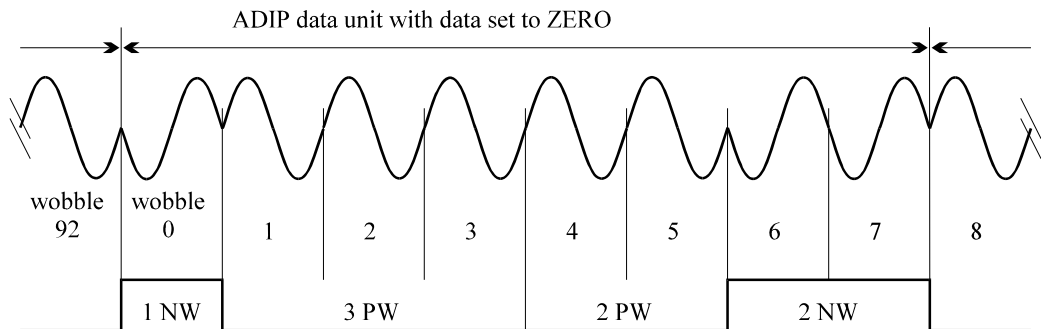 ADIP data unit with data set to ZERO
wobble wobble
92 0 1 2 3 4 5 6 7 8
1 NW 3 PW 2 PW 2 NW